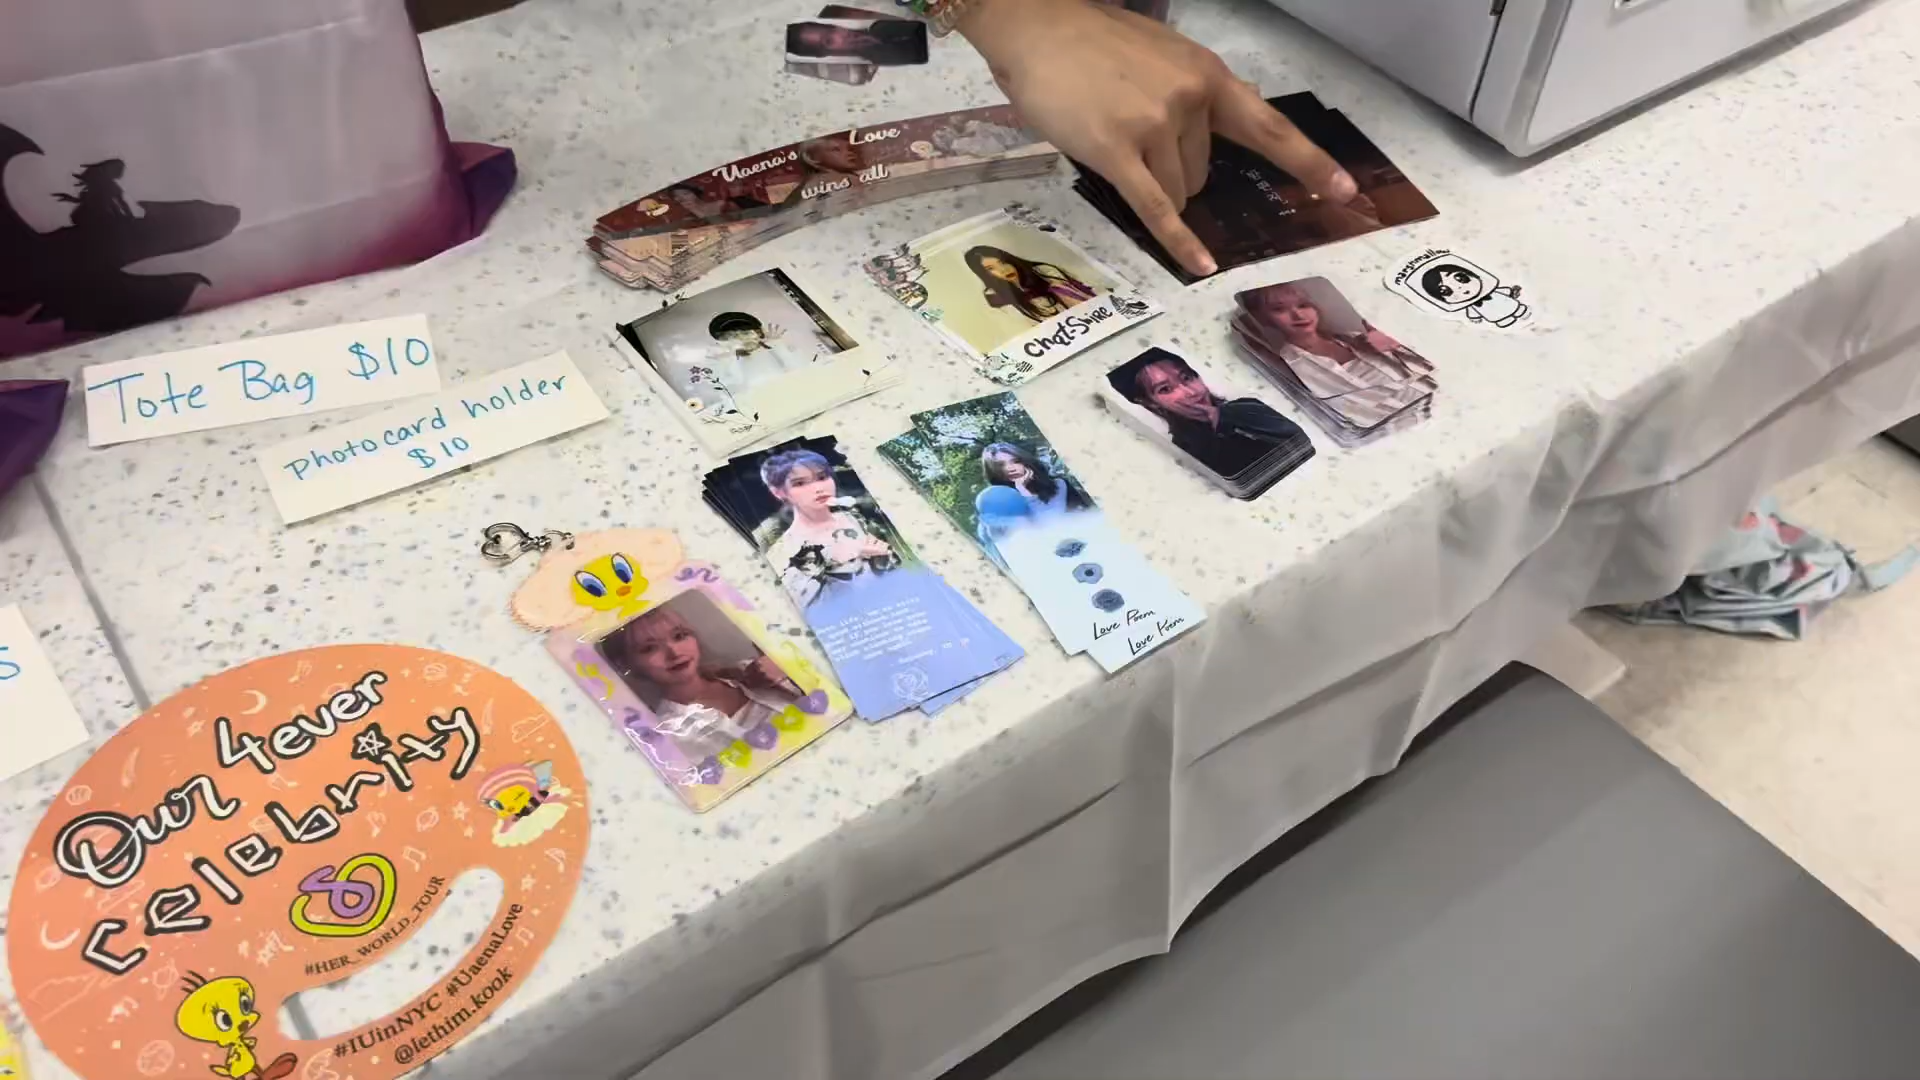 Uaena's
Love
wins all
marshmallow
Chat-Shire
Tote Bag $10
photocard holder
$10
S
Love Poem
Love Poem
Our 4ever
celebrity
#HER_WORLD_TOUR
#IUinNYC #UaenaLove
@lethim.kook